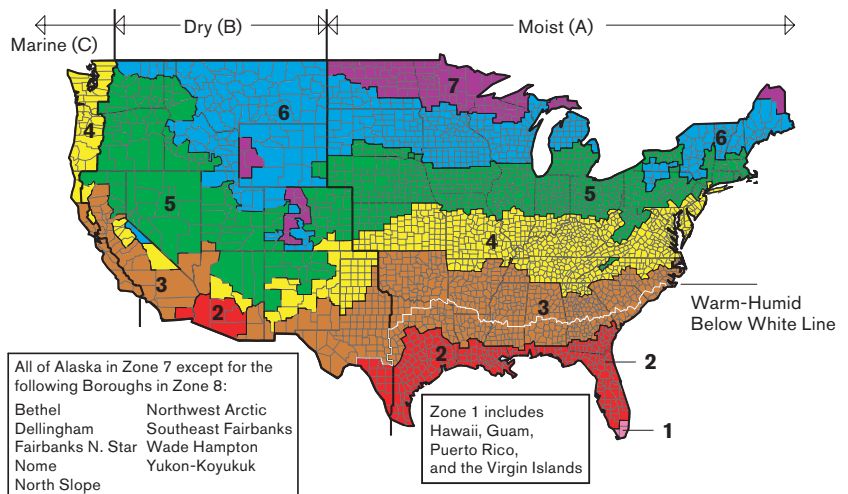 Marine (C)
Dry (B)
Moist (A)
7
6
4
6
5
5
4
3
3
2
2
Warm-Humid
Below White Line
2
1
All of Alaska in Zone 7 except for the
following Boroughs in Zone 8:
Bethel Northwest Arctic
Dellingham Southeast Fairbanks
Fairbanks N. Star Wade Hampton
Nome Yukon-Koyukuk
North Slope
Zone 1 includes
Hawaii, Guam,
Puerto Rico,
and the Virgin Islands